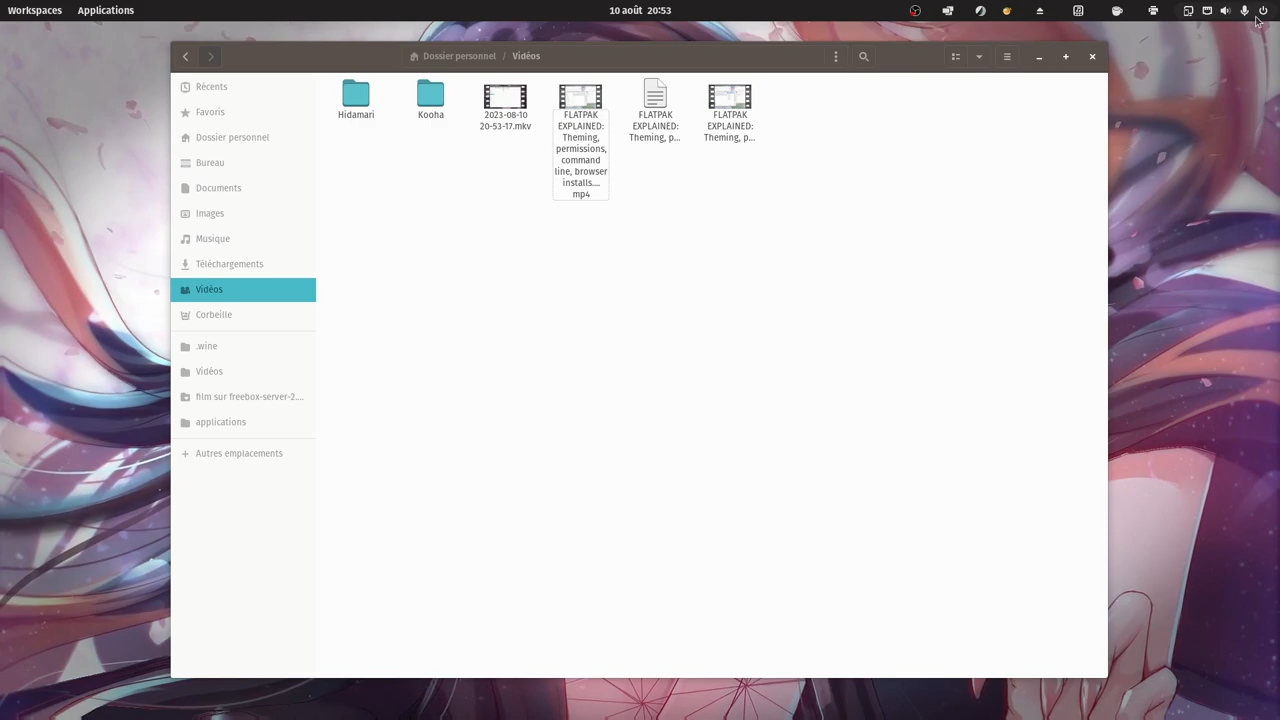 Workspaces
Applications
10 août 20:53
Dossier personnel / Vidéos
Récents
Favoris
Dossier personnel
Bureau
Documents
Images
Musique
Téléchargements
Vidéos
Corbeille
.wine
Vidéos
film sur freebox-server-2....
applications
Autres emplacements
Hidamari
Kooha
2023-08-10
20-53-17.mkv
FLATPAK
EXPLAINED:
Theming,
permissions,
command
line, browser
installs....
mp4
FLATPAK
EXPLAINED:
Theming, p...
FLATPAK
EXPLAINED:
Theming, p...